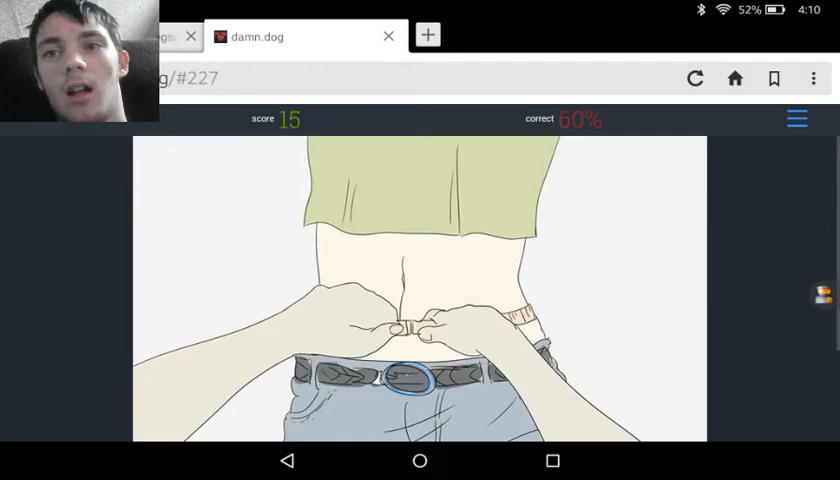 52% 4:10
gs
damn.dog
g/#227
score 15
correct 60%